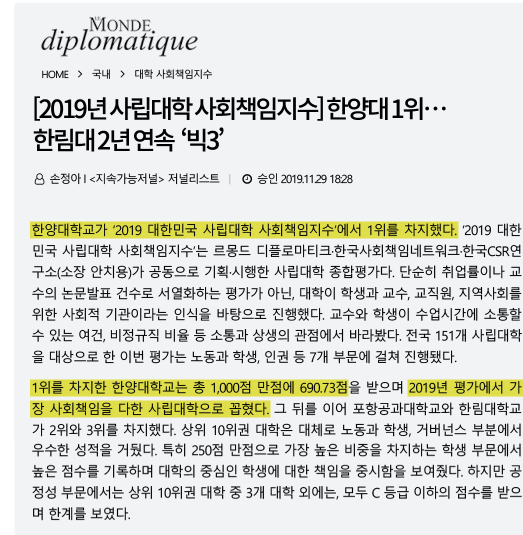 LE MONDE
diplomatique
HOME > 국내 > 대학 사회책임지수
[2019년 사립대학 사회책임지수] 한양대 1위…
한림대 2년 연속 ‘빅3’
손정아 I <지속가능저널> 저널리스트 | 승인 2019.11.29 18:28
한양대학교가 ‘2019 대한민국 사립대학 사회책임지수’에서 1위를 차지했다. ‘2019 대한
민국 사립대학 사회책임지수’는 르몽드 디플로마티크·한국사회책임네트워크·한국CSR연
구소(소장 안치용)가 공동으로 기획·시행한 사립대학 종합평가다. 단순히 취업률이나 교
수의 논문발표 건수로 서열화하는 평가가 아닌, 대학이 학생과 교수, 교직원, 지역사회를
위한 사회적 기관이라는 인식을 바탕으로 진행했다. 교수와 학생이 수업시간에 소통할
수 있는 여건, 비정규직 비율 등 소통과 상생의 관점에서 바라봤다. 전국 151개 사립대학
을 대상으로 한 이번 평가는 노동과 학생, 인권 등 7개 부문에 걸쳐 진행됐다.
1위를 차지한 한양대학교는 총 1,000점 만점에 690.73점을 받으며 2019년 평가에서 가
장 사회책임을 다한 사립대학으로 꼽혔다. 그 뒤를 이어 포항공과대학교와 한림대학교
가 2위와 3위를 차지했다. 상위 10위권 대학은 대체로 노동과 학생, 거버넌스 부분에서
우수한 성적을 거뒀다. 특히 250점 만점으로 가장 높은 비중을 차지하는 학생 부문에서
높은 점수를 기록하며 대학의 중심인 학생에 대한 책임을 중시함을 보여줬다. 하지만 공
정성 부문에서는 상위 10위권 대학 중 3개 대학 외에는, 모두 C 등급 이하의 점수를 받으
며 한계를 보였다.